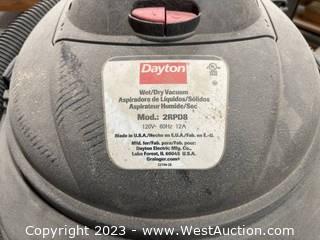 Dayton
Wet/Dry Vacuum
Aspiradora de Líquidos/Sólidos
Aspirateur Humide/Sec
Mod.: 2RPD8
120V~ 60Hz 12A
Made in U.S.A./Hecho en E.U.A./Fab. en É.-U.
Mfd. for/Fab. para/Fab. pour:
Dayton Electric Mfg. Co.,
Lake Forest, IL 60045 U.S.A.
Grainger.com
Copyright 2023 - www.WestAuction.com